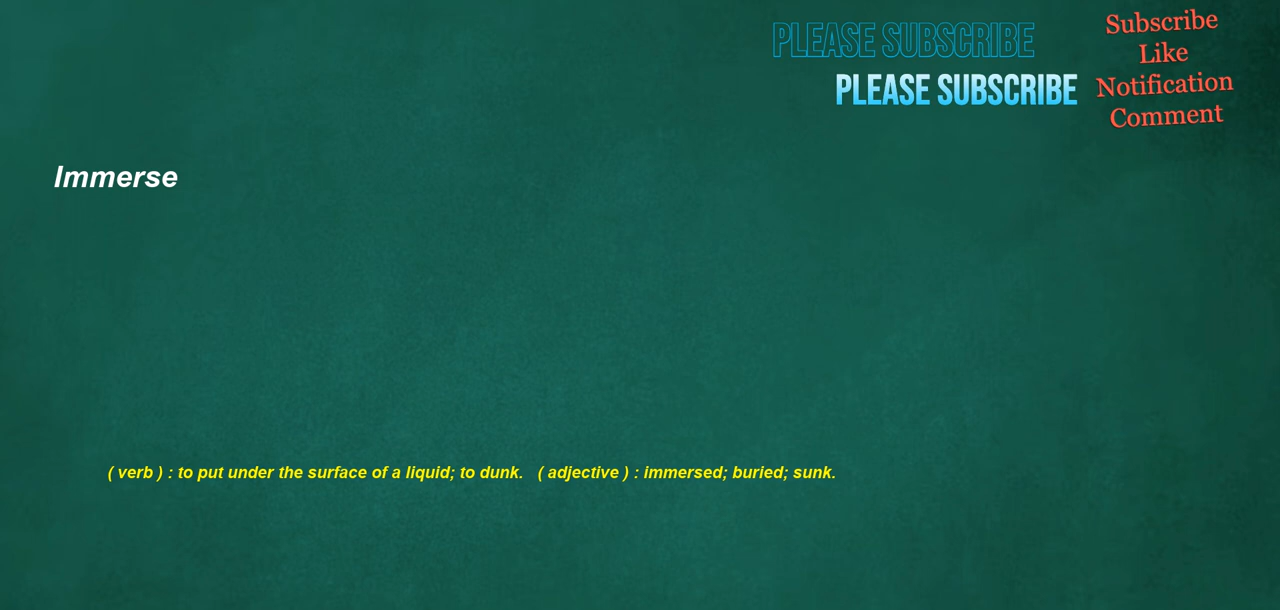 PLEASE SUBSCRIBE
PLEASE SUBSCRIBE
Subscribe
Like
Notification
Comment
Immerse
( verb ) : to put under the surface of a liquid; to dunk.   ( adjective ) : immersed; buried; sunk.